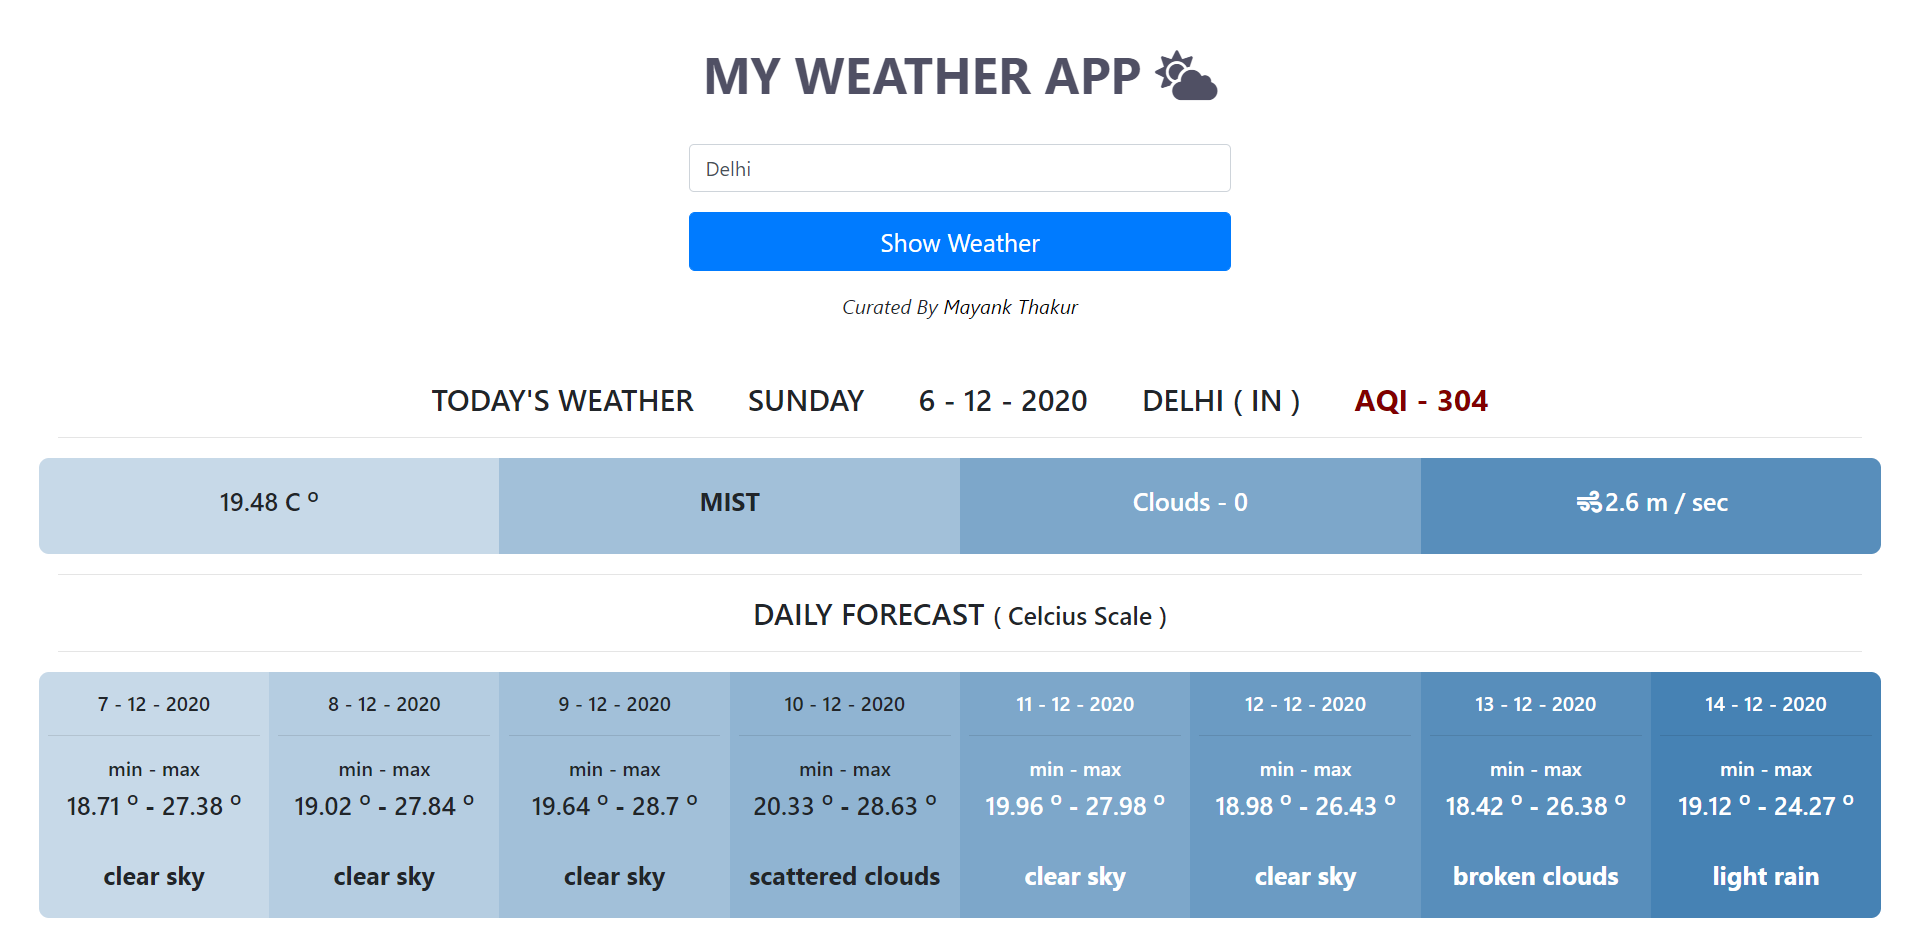 MY WEATHER APP
Delhi
Show Weather
Curated By Mayank Thakur
TODAY'S WEATHER SUNDAY 6 - 12 - 2020 DELHI ( IN ) AQI - 304
19.48 C º MIST Clouds - 0 2.6 m / sec
DAILY FORECAST ( Celcius Scale )
7 - 12 - 2020 8 - 12 - 2020 9 - 12 - 2020 10 - 12 - 2020 11 - 12 - 2020 12 - 12 - 2020 13 - 12 - 2020 14 - 12 - 2020
min - max min - max min - max min - max min - max min - max min - max min - max
18.71 º - 27.38 º 19.02 º - 27.84 º 19.64 º - 28.7 º 20.33 º - 28.63 º 19.96 º - 27.98 º 18.98 º - 26.43 º 18.42 º - 26.38 º 19.12 º - 24.27 º
clear sky clear sky clear sky scattered clouds clear sky clear sky broken clouds light rain